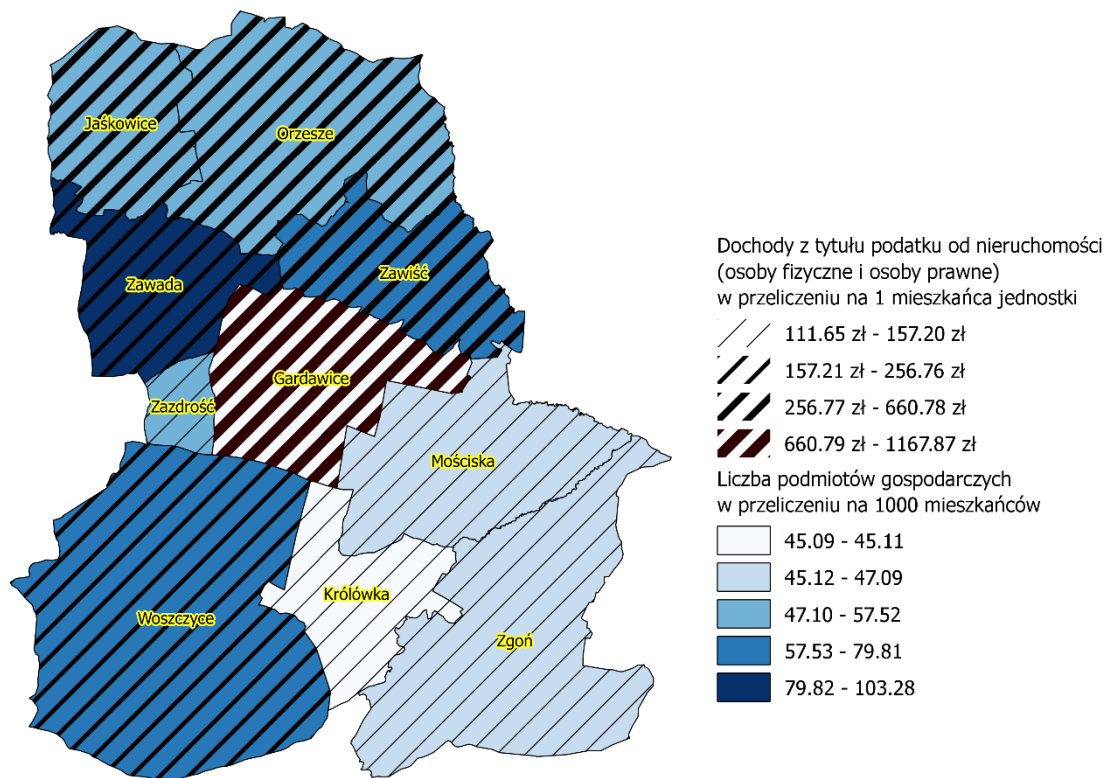 Jaśkowice
Orzesze
Zawada
Zawiść
Gardawice
Zazdrość
Mościska
Królówka
Woszczyce
Zgoń
Dochody z tytułu podatku od nieruchomości
(osoby fizyczne i osoby prawne)
w przeliczeniu na 1 mieszkańca jednostki
111.65 zł - 157.20 zł
157.21 zł - 256.76 zł
256.77 zł - 660.78 zł
660.79 zł - 1167.87 zł
Liczba podmiotów gospodarczych
w przeliczeniu na 1000 mieszkańców
45.09 - 45.11
45.12 - 47.09
47.10 - 57.52
57.53 - 79.81
79.82 - 103.28